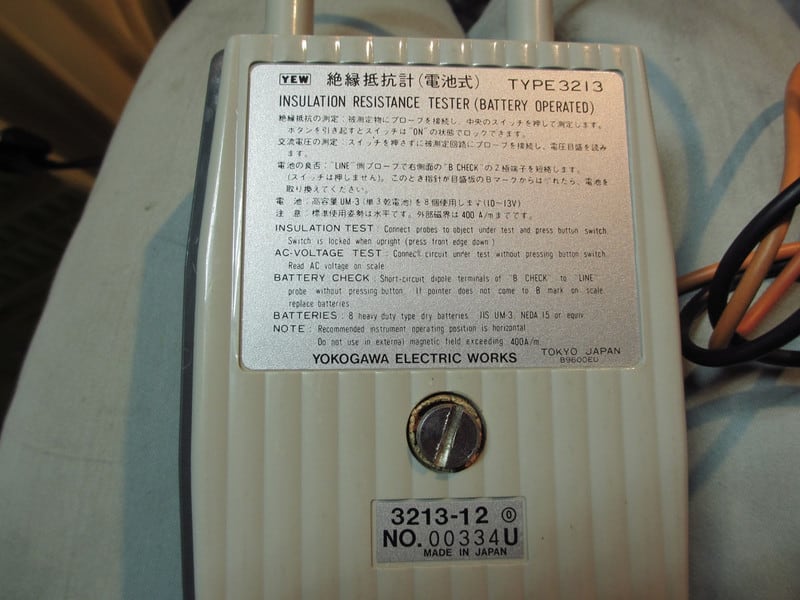 YEW 絶縁抵抗計(電池式) TYPE3213
INSULATION RESISTANCE TESTER (BATTERY OPERATED)
絶縁抵抗の測定:被測定物にプローブを接続し、中央のスイッチを押して測定します。
ボタンを引き起すとスイッチは"ON"の状態でロックできます。
交流電圧の測定:スイッチを押さずに被測定回路にプローブを接続し、電圧目盛を読み
ます。
電池の良否:"LINE"側プローブで右側面の"B CHECK"の2極端子を短絡します。
(スイッチは押しません)。このとき指針が目盛板のBマークからはずれたら、電池を
取り換えてください。
電 池:高容量UM-3(単3乾電池)を8個使用します(10~13V)
注 意:標準使用姿勢は水平です。外部磁界は400A/mまでです。
INSULATION TEST: Connect probes to object under test and press button switch.
Switch is locked when upright (press front edge down)
AC-VOLTAGE TEST: Connect circuit under test without pressing button switch.
Read AC voltage on scale.
BATTERY CHECK: Short-circuit dipole terminals of "B CHECK" to "LINE"
probe without pressing button. If pointer does not come to B mark on scale
replace batteries.
BATTERIES: 8 heavy duty type dry batteries. JIS UM-3, NEDA 15 or equiv.
NOTE: Recommended instrument operating position is horizontal.
Do not use in external magnetic field exceeding 400A/m.
YOKOGAWA ELECTRIC WORKS TOKYO JAPAN
B9600EU
3213-12 0
NO. 00334U
MADE IN JAPAN